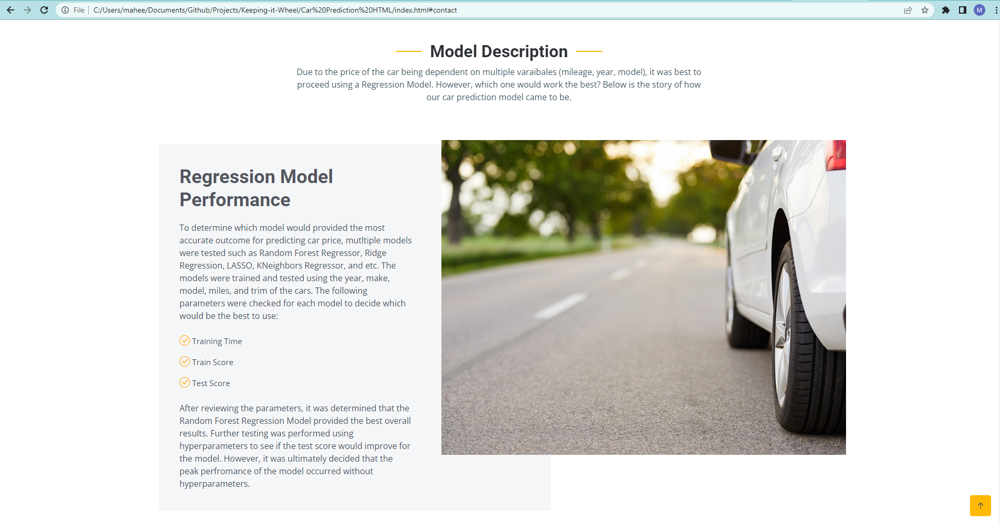 File
C:/Users/mahee/Documents/Github/Projects/Keeping-it-Wheel/Car%20Prediction%20HTML/index.html#contact
M
Model Description
Due to the price of the car being dependent on multiple varaibales (mileage, year, model), it was best to
proceed using a Regression Model. However, which one would work the best? Below is the story of how
our car prediction model came to be.
Regression Model
Performance
To determine which model would provided the most
accurate outcome for predicting car price, mutltiple models
were tested such as Random Forest Regressor, Ridge
Regression, LASSO, KNeighbors Regressor, and etc. The
models were trained and tested using the year, make,
model, miles, and trim of the cars. The following
parameters were checked for each model to decide which
would be the best to use:
Training Time
Train Score
Test Score
After reviewing the parameters, it was determined that the
Random Forest Regression Model provided the best overall
results. Further testing was performed using
hyperparameters to see if the test score would improve for
the model. However, it was ultimately decided that the
peak perfromance of the model occurred without
hyperparameters.